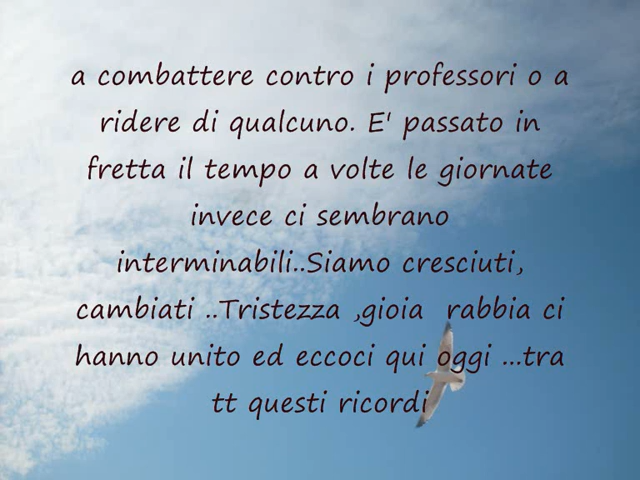 a combattere contro i professori o a
ridere di qualcuno. E' passato in
fretta il tempo a volte le giornate
invece ci sembrano
interminabili..Siamo cresciuti,
cambiati ..Tristezza ,gioia  rabbia ci
hanno unito ed eccoci qui oggi ...tra
tt questi ricordi